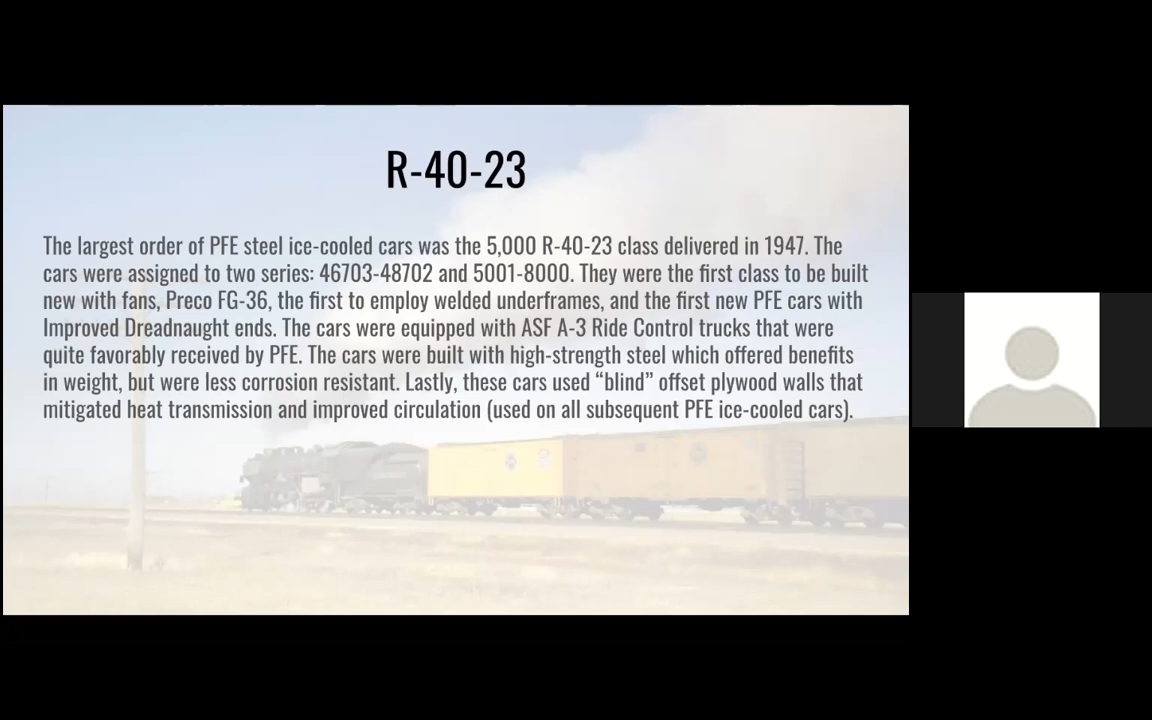 R-40-23
The largest order of PFE steel ice-cooled cars was the 5,000 R-40-23 class delivered in 1947. The
cars were assigned to two series: 46703-48702 and 5001-8000. They were the first class to be built
new with fans, Preco FG-36, the first to employ welded underframes, and the first new PFE cars with
Improved Dreadnaught ends. The cars were equipped with ASF A-3 Ride Control trucks that were
quite favorably received by PFE. The cars were built with high-strength steel which offered benefits
in weight, but were less corrosion resistant. Lastly, these cars used “blind” offset plywood walls that
mitigated heat transmission and improved circulation (used on all subsequent PFE ice-cooled cars).